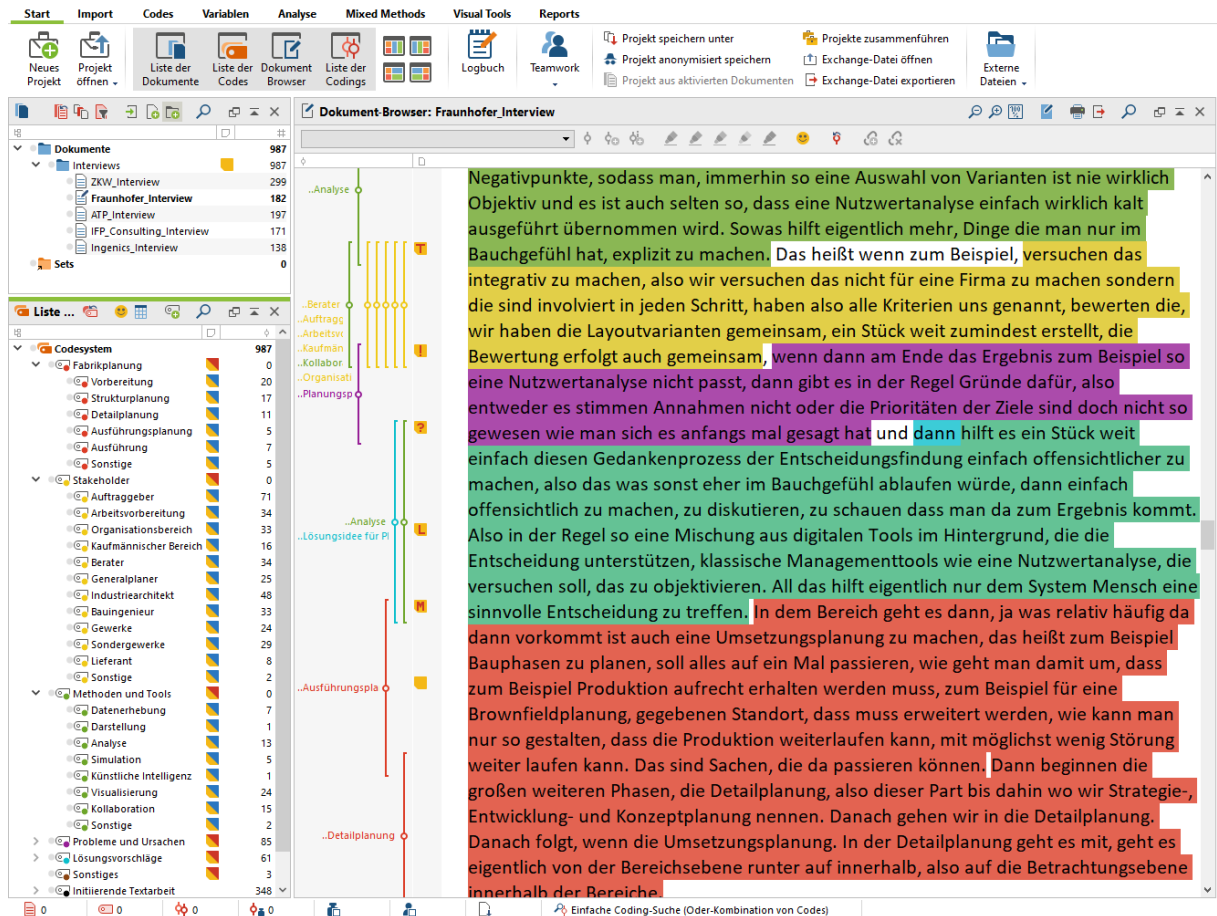 Start Import Codes Variablen Analyse Mixed Methods Visual Tools Reports
Neues Projekt
Projekt öffnen
Liste der Dokumente
Liste der Codes
Dokument Browser
Liste der Codings
Logbuch
Teamwork
Projekt speichern unter
Projekt anonymisiert speichern
Projekt aus aktivierten Dokumenten
Projekte zusammenführen
Exchange-Datei öffnen
Exchange-Datei exportieren
Externe Dateien
Dokumente 987
Interviews 987
ZKW_Interview 299
Fraunhofer_Interview 182
ATP_Interview 197
IFP_Consulting_Interview 171
Ingenics_Interview 138
Sets 0
Liste ...
Codesystem 987
Fabrikplanung 0
Vorbereitung 20
Strukturplanung 17
Detailplanung 11
Ausführungsplanung 5
Ausführung 7
Sonstige 5
Stakeholder 0
Auftraggeber 71
Arbeitsvorbereitung 34
Organisationsbereich 33
Kaufmännischer Bereich 16
Berater 34
Generalplaner 25
Industriearchitekt 48
Bauingenieur 33
Gewerke 24
Sondergewerke 29
Lieferant 8
Sonstige 2
Methoden und Tools 0
Datenerhebung 7
Darstellung 1
Analyse 13
Simulation 5
Künstliche Intelligenz 1
Visualisierung 24
Kollaboration 15
Sonstige 2
Probleme und Ursachen 85
Lösungsvorschläge 61
Sonstiges 3
Initiierende Textarbeit 348
Dokument-Browser: Fraunhofer_Interview
..Analyse
..Berater
..Auftragg
..Arbeitsvc
..Kaufmän
..Kollabor
..Organisati
..Planungsp
..Analyse
..Lösungsidee für Pl
..Ausführungspla
..Detailplanung
T
!
?
L
M
Negativpunkte, sodass man, immerhin so eine Auswahl von Varianten ist nie wirklich
Objektiv und es ist auch selten so, dass eine Nutzwertanalyse einfach wirklich kalt
ausgeführt übernommen wird. Sowas hilft eigentlich mehr, Dinge die man nur im
Bauchgefühl hat, explizit zu machen. Das heißt wenn zum Beispiel, versuchen das
integrativ zu machen, also wir versuchen das nicht für eine Firma zu machen sondern
die sind involviert in jeden Schritt, haben also alle Kriterien uns genannt, bewerten die,
wir haben die Layoutvarianten gemeinsam, ein Stück weit zumindest erstellt, die
Bewertung erfolgt auch gemeinsam, wenn dann am Ende das Ergebnis zum Beispiel so
eine Nutzwertanalyse nicht passt, dann gibt es in der Regel Gründe dafür, also
entweder es stimmen Annahmen nicht oder die Prioritäten der Ziele sind doch nicht so
gewesen wie man sich es anfangs mal gesagt hat und dann hilft es ein Stück weit
einfach diesen Gedankenprozess der Entscheidungsfindung einfach offensichtlicher zu
machen, also das was sonst eher im Bauchgefühl ablaufen würde, dann einfach
offensichtlich zu machen, zu diskutieren, zu schauen dass man da zum Ergebnis kommt.
Also in der Regel so eine Mischung aus digitalen Tools im Hintergrund, die die
Entscheidung unterstützen, klassische Managementtools wie eine Nutzwertanalyse, die
versuchen soll, das zu objektivieren. All das hilft eigentlich nur dem System Mensch eine
sinnvolle Entscheidung zu treffen. In dem Bereich geht es dann, ja was relativ häufig da
dann vorkommt ist auch eine Umsetzungsplanung zu machen, das heißt zum Beispiel
Bauphasen zu planen, soll alles auf ein Mal passieren, wie geht man damit um, dass
zum Beispiel Produktion aufrecht erhalten werden muss, zum Beispiel für eine
Brownfieldplanung, gegebenen Standort, dass muss erweitert werden, wie kann man
nur so gestalten, dass die Produktion weiterlaufen kann, mit möglichst wenig Störung
weiter laufen kann. Das sind Sachen, die da passieren können. Dann beginnen die
großen weiteren Phasen, die Detailplanung, also dieser Part bis dahin wo wir Strategie-,
Entwicklung- und Konzeptplanung nennen. Danach gehen wir in die Detailplanung.
Danach folgt, wenn die Umsetzungsplanung. In der Detailplanung geht es mit, geht es
eigentlich von der Bereichsebene runter auf innerhalb, also auf die Betrachtungsebene
innerhalb der Bereiche.
0 0 0 0 Einfache Coding-Suche (Oder-Kombination von Codes)